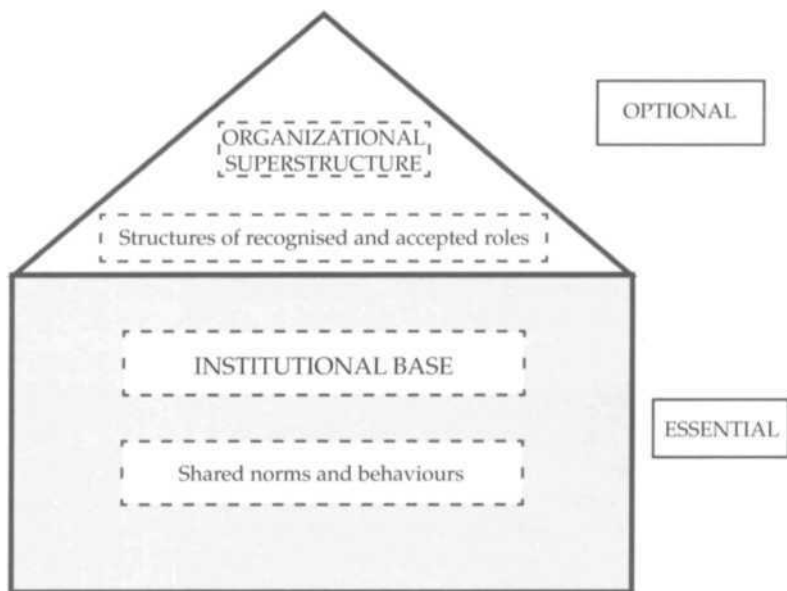 OPTIONAL
ORGANIZATIONAL
SUPERSTRUCTURE
Structures of recognised and accepted roles
INSTITUTIONAL BASE
ESSENTIAL
Shared norms and behaviours